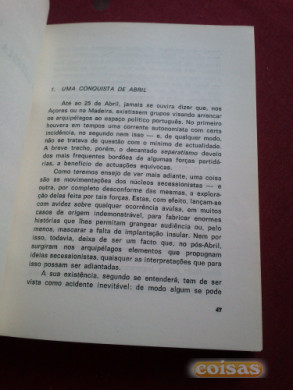 1. UMA CONQUISTA DE ABRIL
Até ao 25 de Abril, jamais se ouvira dizer que, nos
Açores ou na Madeira, existissem grupos visando arrancar
os arquipélagos ao espaço político português. No primeiro
houvera em tempos uma corrente autonomista com certa
incidência, no segundo nem isso — e, de qualquer modo,
não se tratava de questão com o mínimo de actualidade.
A breve trecho, porém, o decantado separatismo deveio
dos mais frequentes bordões de algumas forças partidá-
rias, a benefício de actuações equívocas.
Como teremos ensejo de ver mais adiante, uma coisa
são as movimentações dos núcleos secessionistas — e
outra, por completo desconforme das mesmas, a explora-
ção delas feita por tais forças. Estas, com efeito, lançam-
-se avidas sobre qualquer ocorrência avulsa, em muitos
casos de origem indemonstrável, para fabricar enormes
histórias que lhes permitam grangear audiência ou, pelo
menos, mascarar a falta de implantação insular. Nem por
isso, todavia, deixa de ser um facto que, no pós-Abril,
surgiram nos arquipélagos elementos que propugnam
ideias secessionistas, quaisquer as interpretações que para
isso possam ser adiantadas.
A sua existência, segundo se entenderá, tem de ser
vista como acidente inevitável: de modo algum se pode
47
coisas